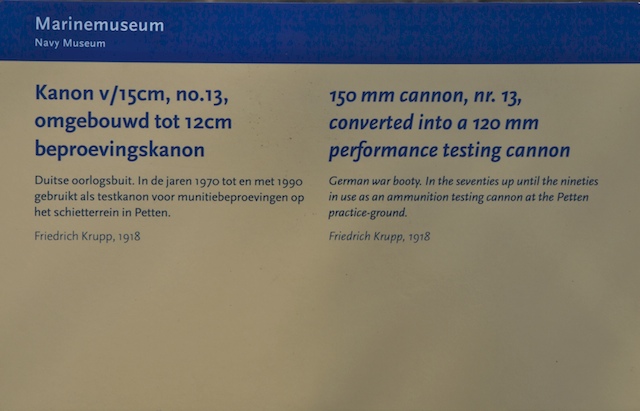 Marinemuseum
Navy Museum
Kanon v/15cm, no.13,
omgebouwd tot 12cm
beproevingskanon
Duitse oorlogsbuit. In de jaren 1970 tot en met 1990
gebruikt als testkanon voor munitiebeproevingen op
het schietterrein in Petten.
Friedrich Krupp, 1918
150 mm cannon, nr. 13,
converted into a 120 mm
performance testing cannon
German war booty. In the seventies up until the nineties
in use as an ammunition testing cannon at the Petten
practice-ground.
Friedrich Krupp, 1918